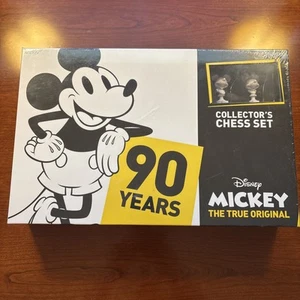 COLLECTOR'S
CHESS SET
90
YEARS
Disney
MICKEY
THE TRUE ORIGINAL